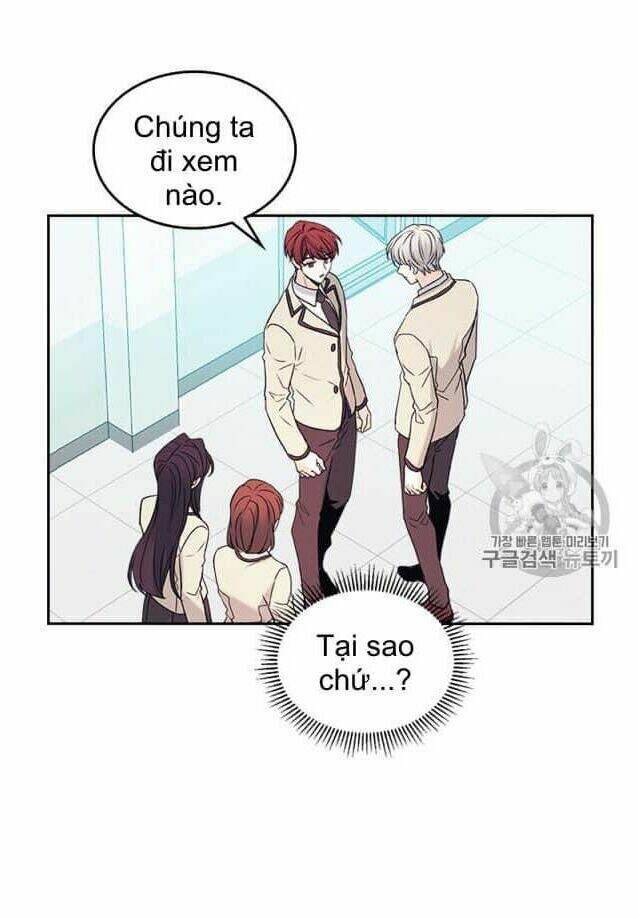 Chúng ta
đi xem
nào.
가장 빠른 웹툰 미리보기
구글검색 뉴토끼
Tại sao
chứ...?